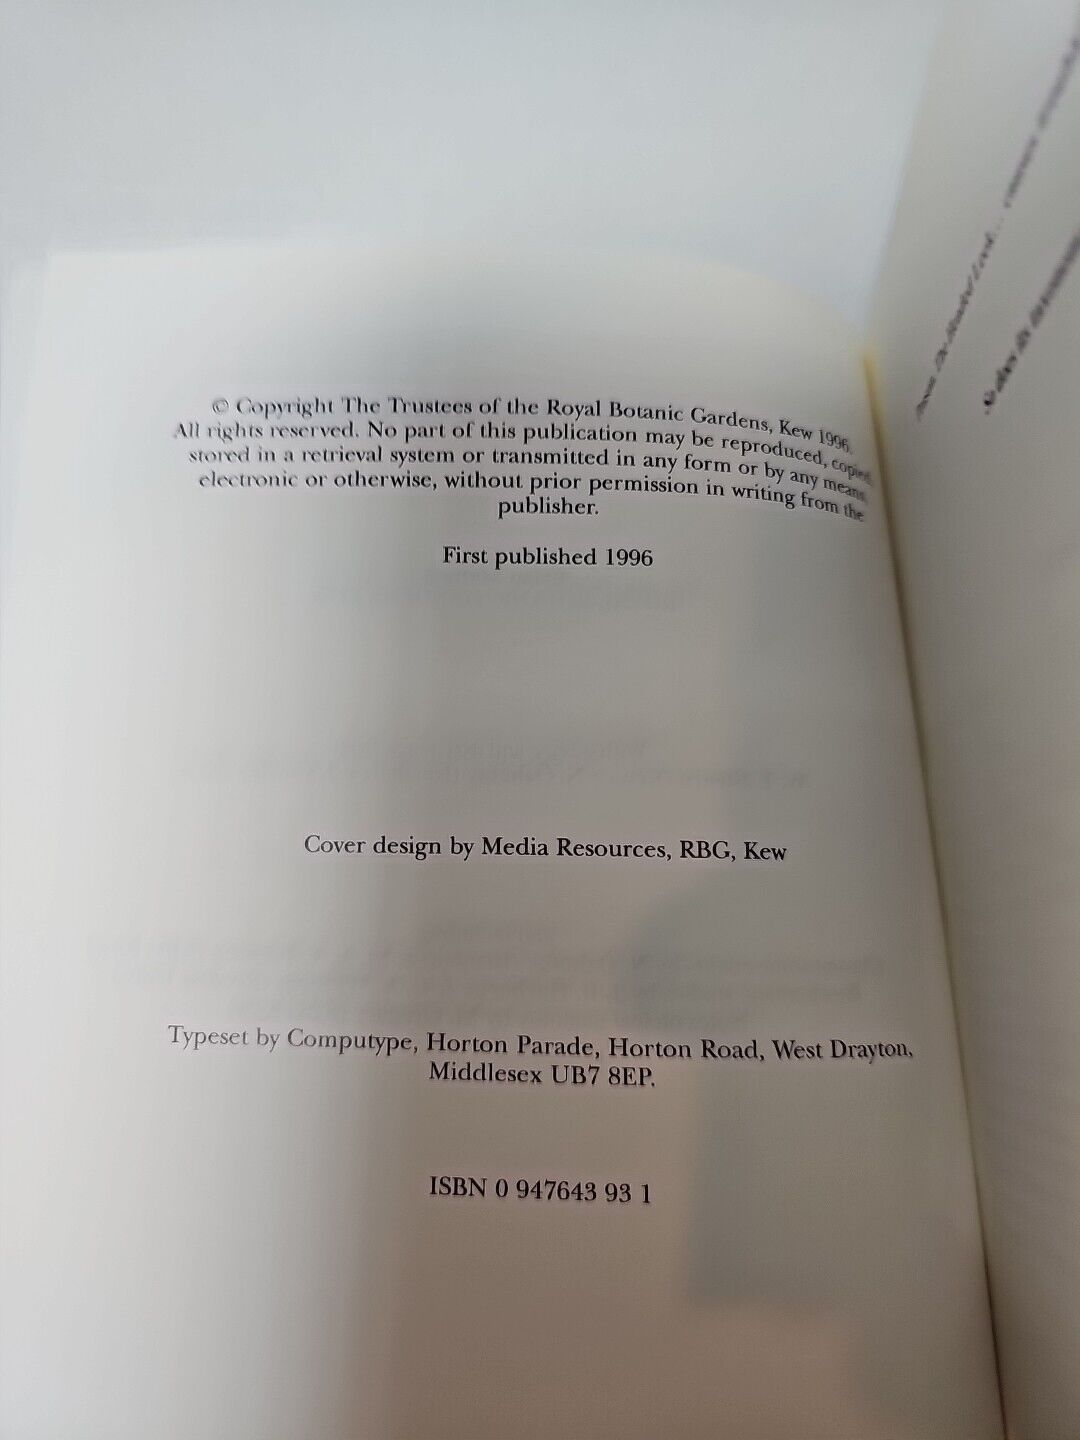 © Copyright The Trustees of the Royal Botanic Gardens, Kew 1996.
All rights reserved. No part of this publication may be reproduced, copied,
stored in a retrieval system or transmitted in any form or by any means,
electronic or otherwise, without prior permission in writing from the
publisher.
First published 1996
Cover design by Media Resources, RBG, Kew
Typeset by Computype, Horton Parade, Horton Road, West Drayton,
Middlesex UB7 8EP.
ISBN 0 947643 93 1